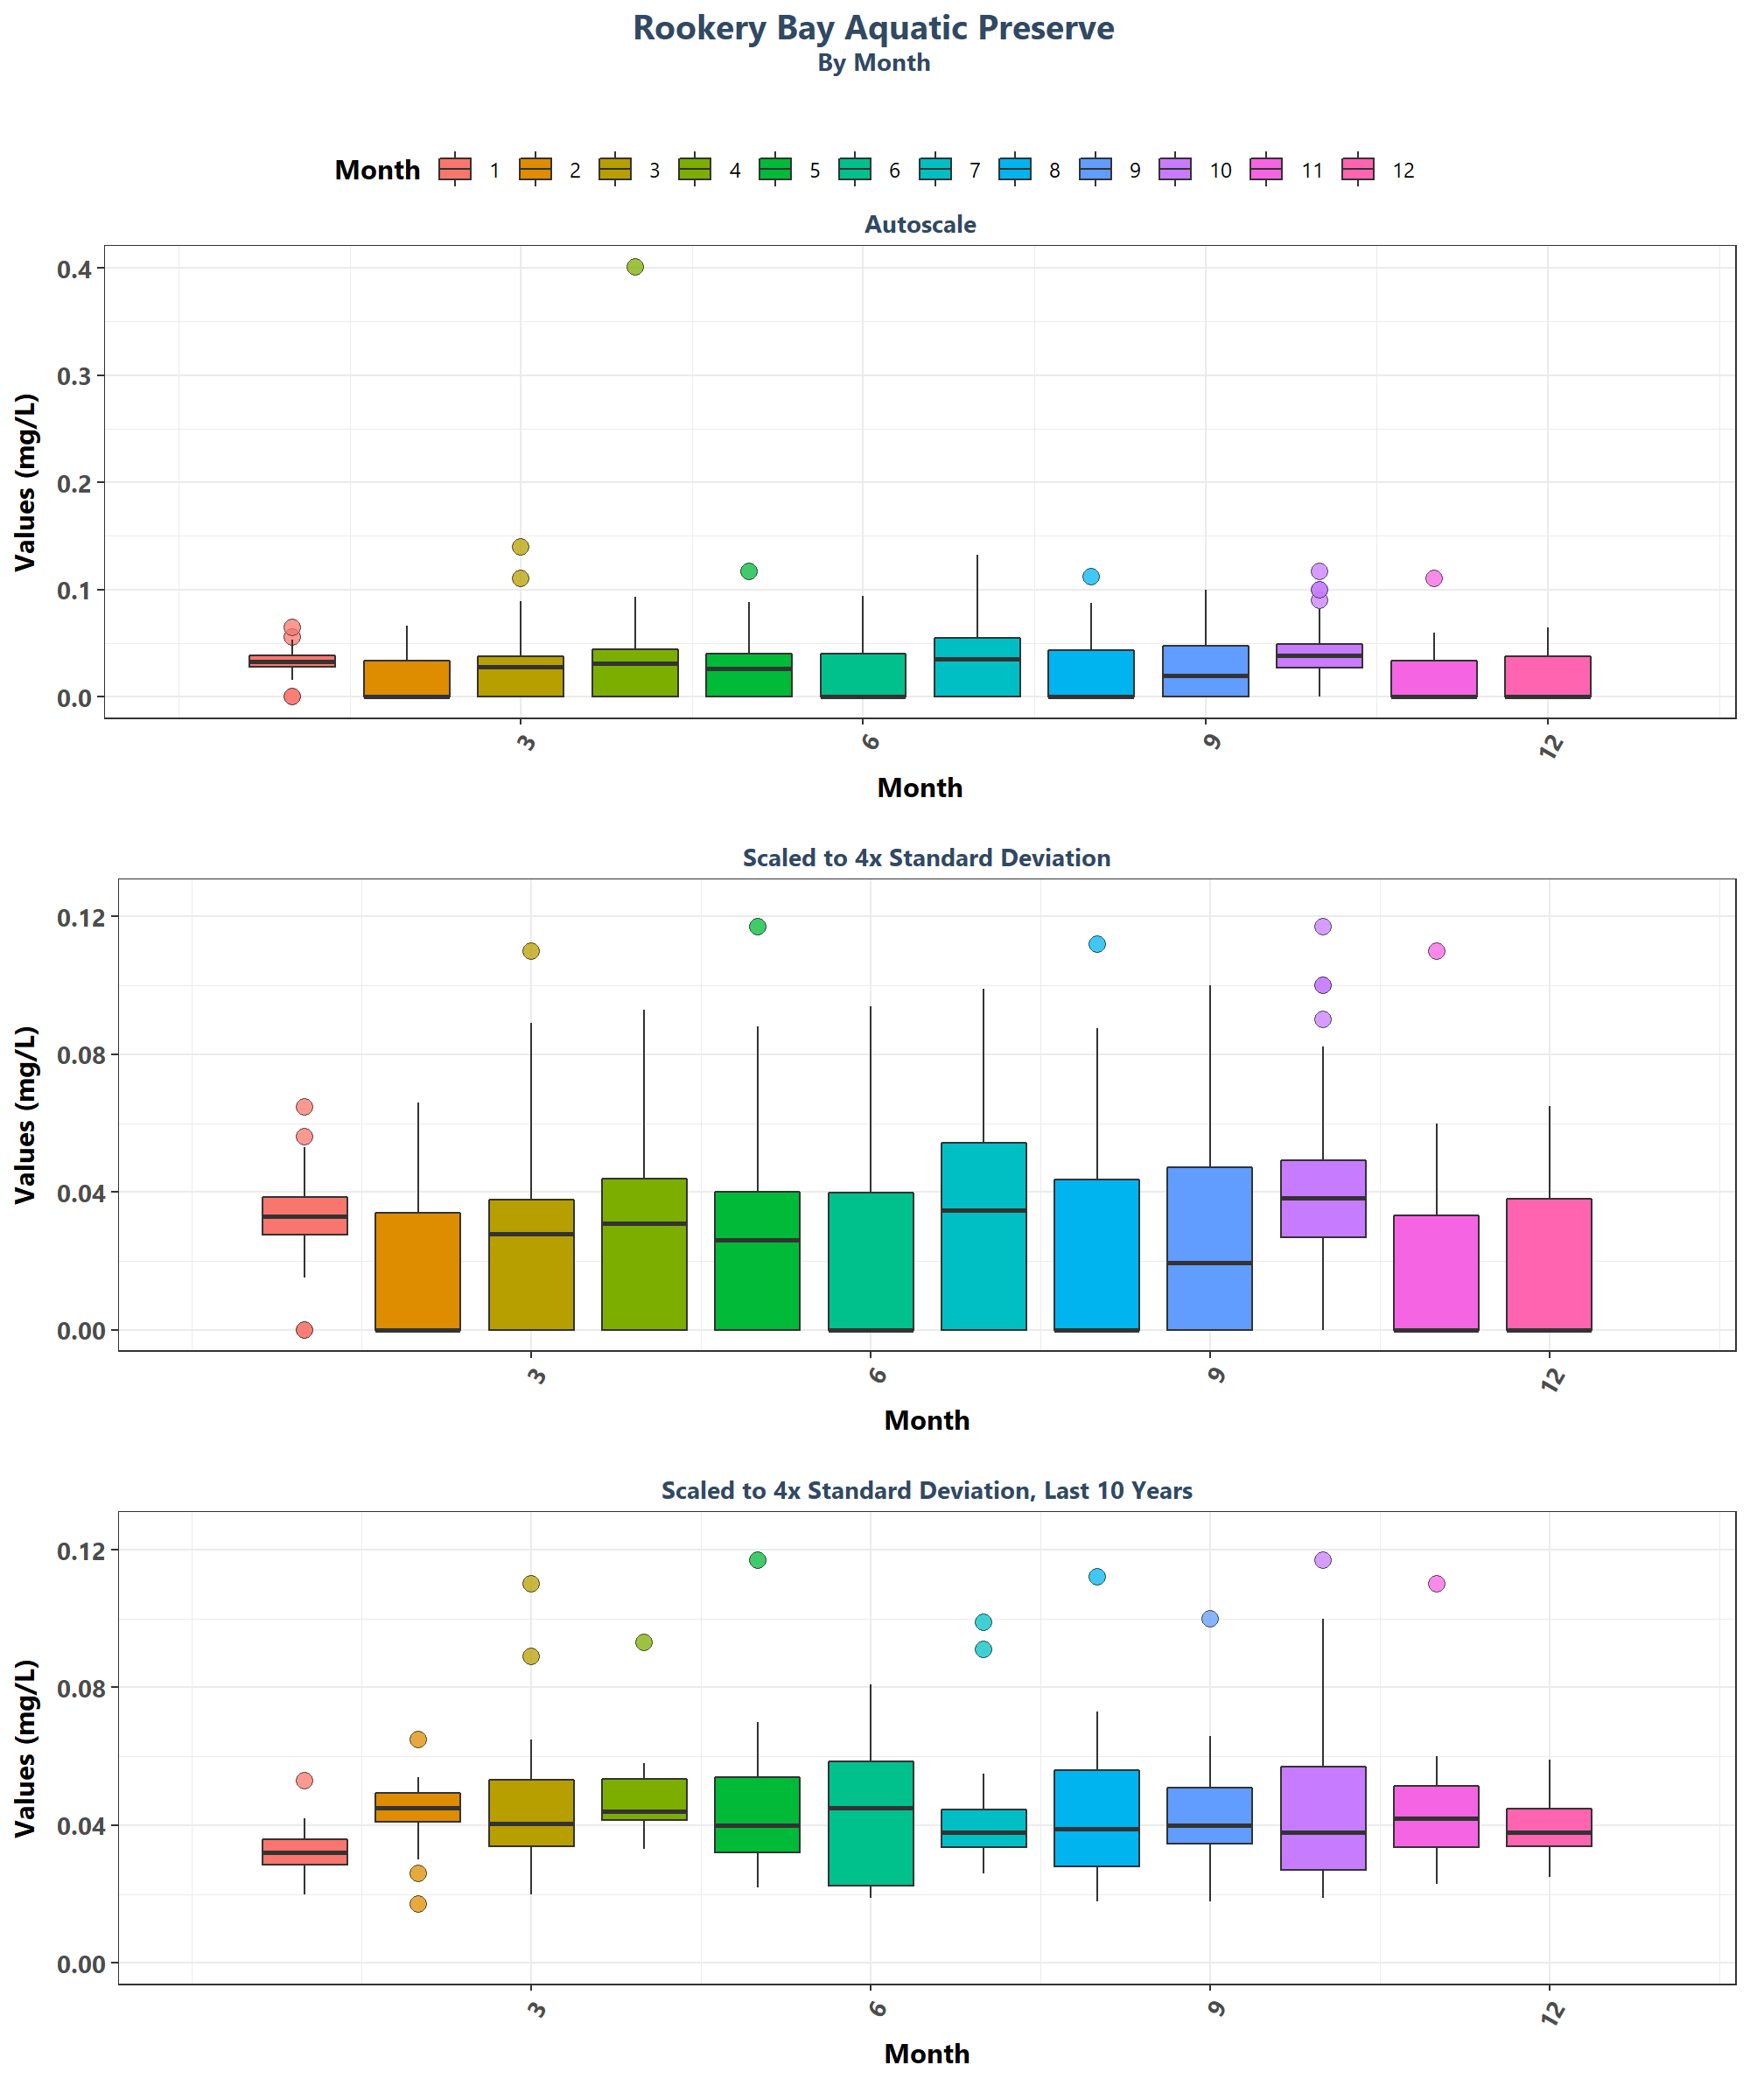 Rookery Bay Aquatic Preserve
By Month
Month 1 2 3 4 5 6 7 8 9 10 11 12
Autoscale
Values (mg/L)
0.4
0.3
0.2
0.1
0.0
3 6 9 12
Month
Scaled to 4x Standard Deviation
Values (mg/L)
0.12
0.08
0.04
0.00
3 6 9 12
Month
Scaled to 4x Standard Deviation, Last 10 Years
Values (mg/L)
0.12
0.08
0.04
0.00
3 6 9 12
Month